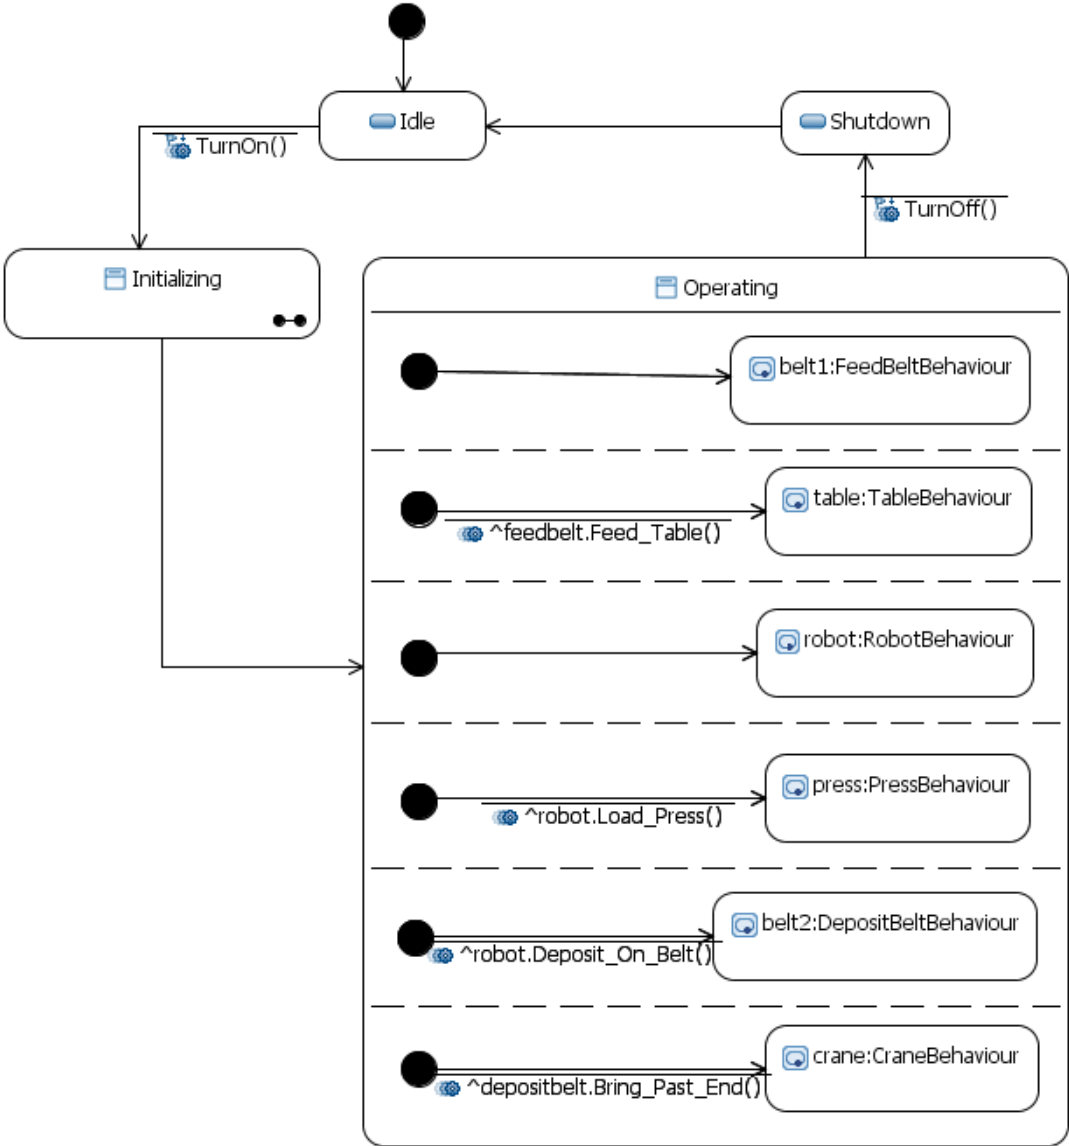 Idle
Shutdown
TurnOn()
TurnOff()
Initializing
Operating
belt1:FeedBeltBehaviour
table:TableBehaviour
^feedbelt.Feed_Table()
robot:RobotBehaviour
press:PressBehaviour
^robot.Load_Press()
belt2:DepositBeltBehaviour
^robot.Deposit_On_Belt()
crane:CraneBehaviour
^depositbelt.Bring_Past_End()